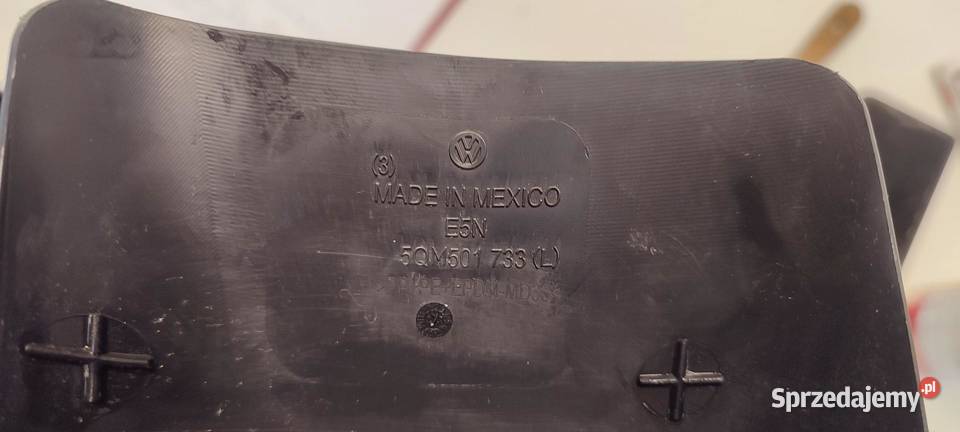 (3)
MADE IN MEXICO
E5N
5QM501 733 (L)
Sprzedajemy.pl